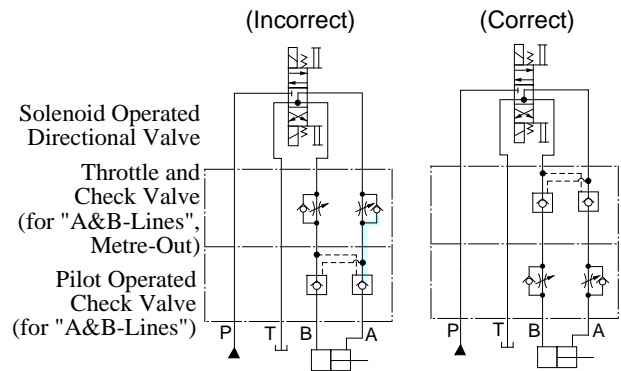 (Incorrect)
(Correct)
Solenoid Operated
Directional Valve
Throttle and
Check Valve
(for "A&B-Lines",
Metre-Out)
Pilot Operated
Check Valve
(for "A&B-Lines")
P T B A
P T B A